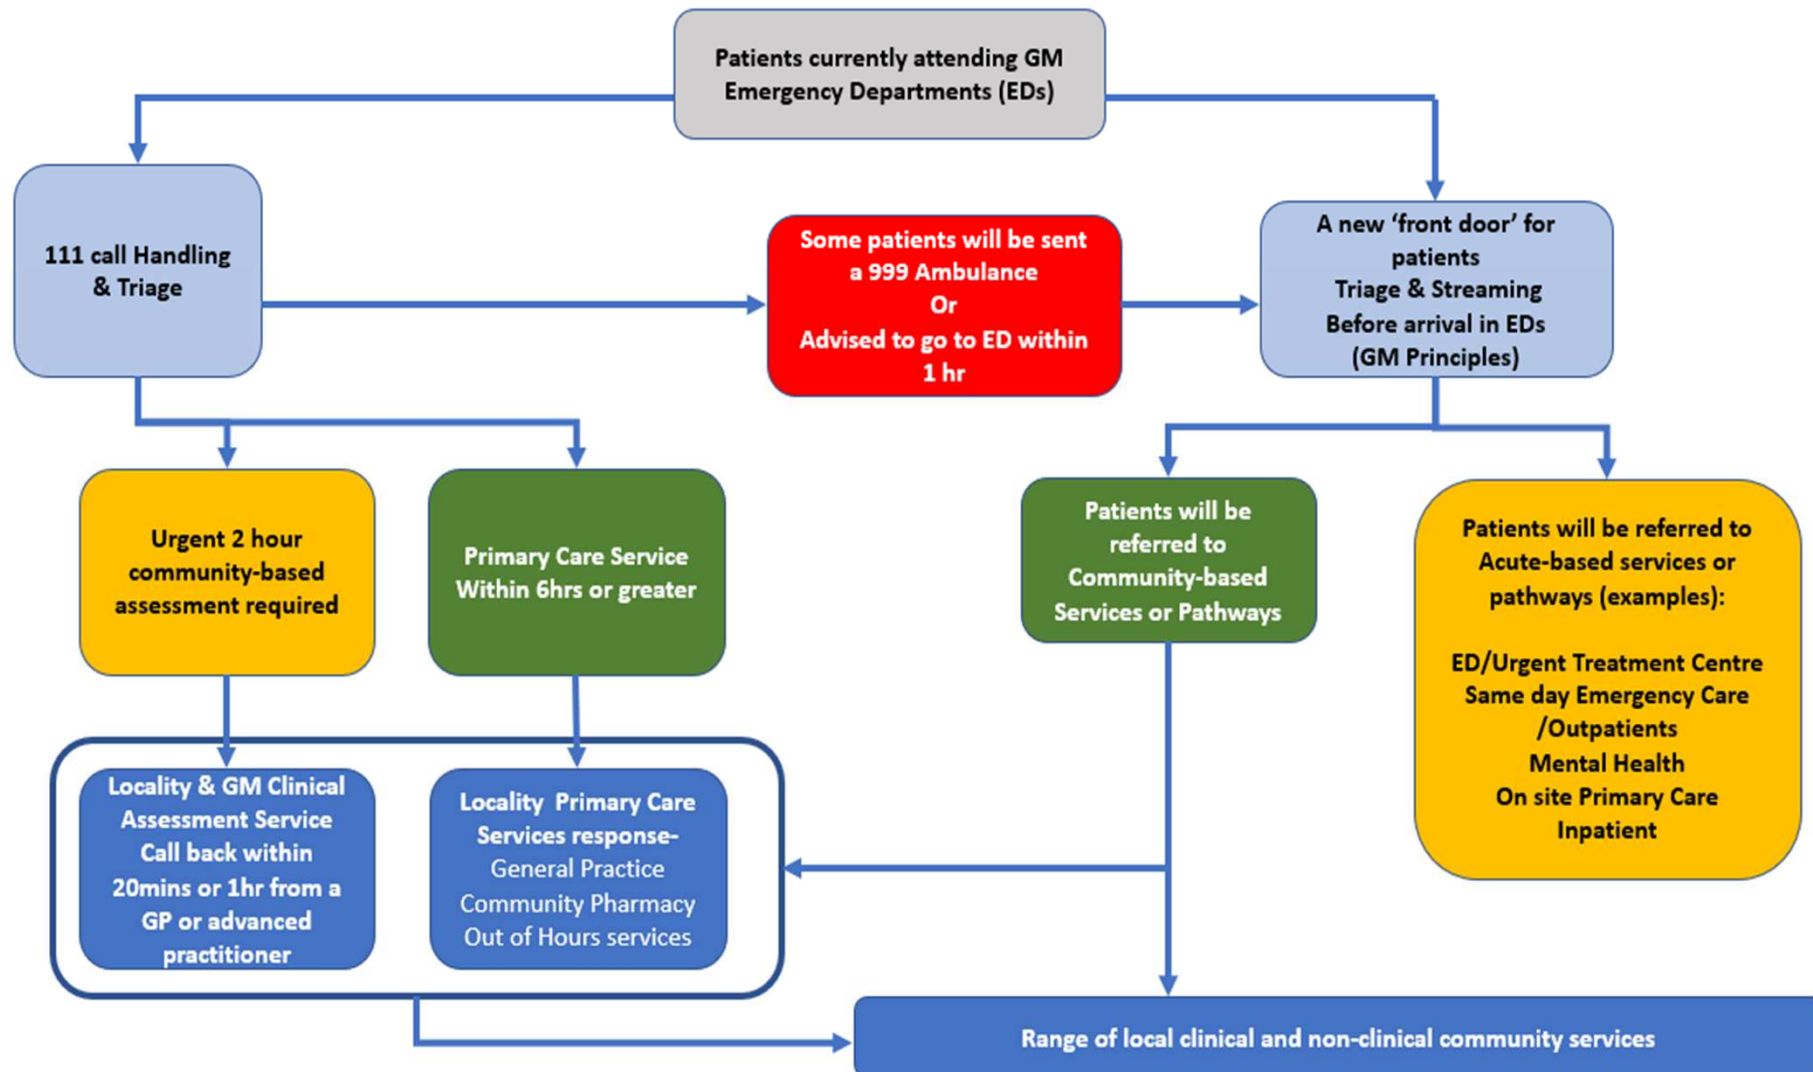 Patients currently attending GM
Emergency Departments (EDs)
111 call Handling
& Triage
Some patients will be sent
a 999 Ambulance
Or
Advised to go to ED within
1 hr
A new ‘front door’ for
patients
Triage & Streaming
Before arrival in EDs
(GM Principles)
Urgent 2 hour
community-based
assessment required
Primary Care Service
Within 6hrs or greater
Patients will be
referred to
Community-based
Services or Pathways
Patients will be referred to
Acute-based services or
pathways (examples):
ED/Urgent Treatment Centre
Same day Emergency Care
/Outpatients
Mental Health
On site Primary Care
Inpatient
Locality & GM Clinical
Assessment Service
Call back within
20mins or 1hr from a
GP or advanced
practitioner
Locality Primary Care
Services response-
General Practice
Community Pharmacy
Out of Hours services
Range of local clinical and non-clinical community services